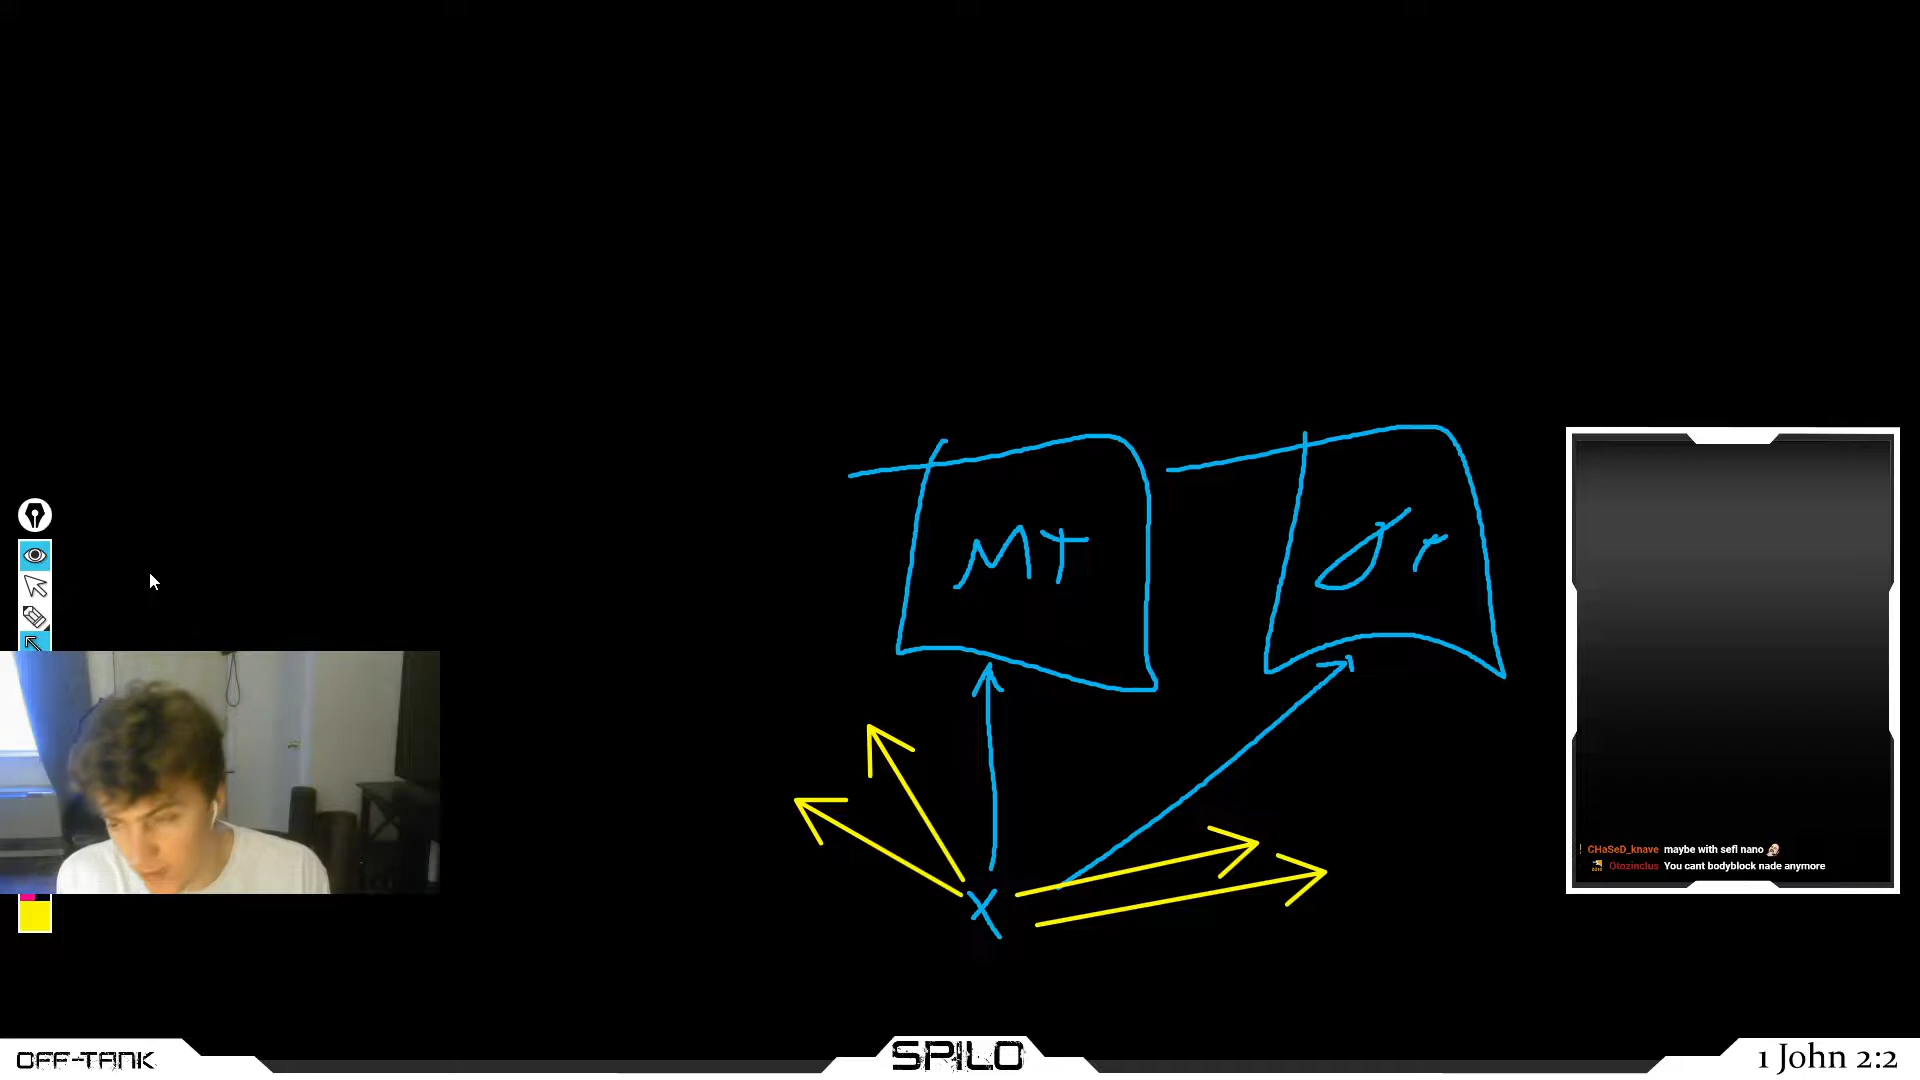 MT
Jr
CHaSeD_knave maybe with sefl nano
Otozinclus You cant bodyblock nade anymore
X
OFF-TANK
SPILO
1 John 2:2